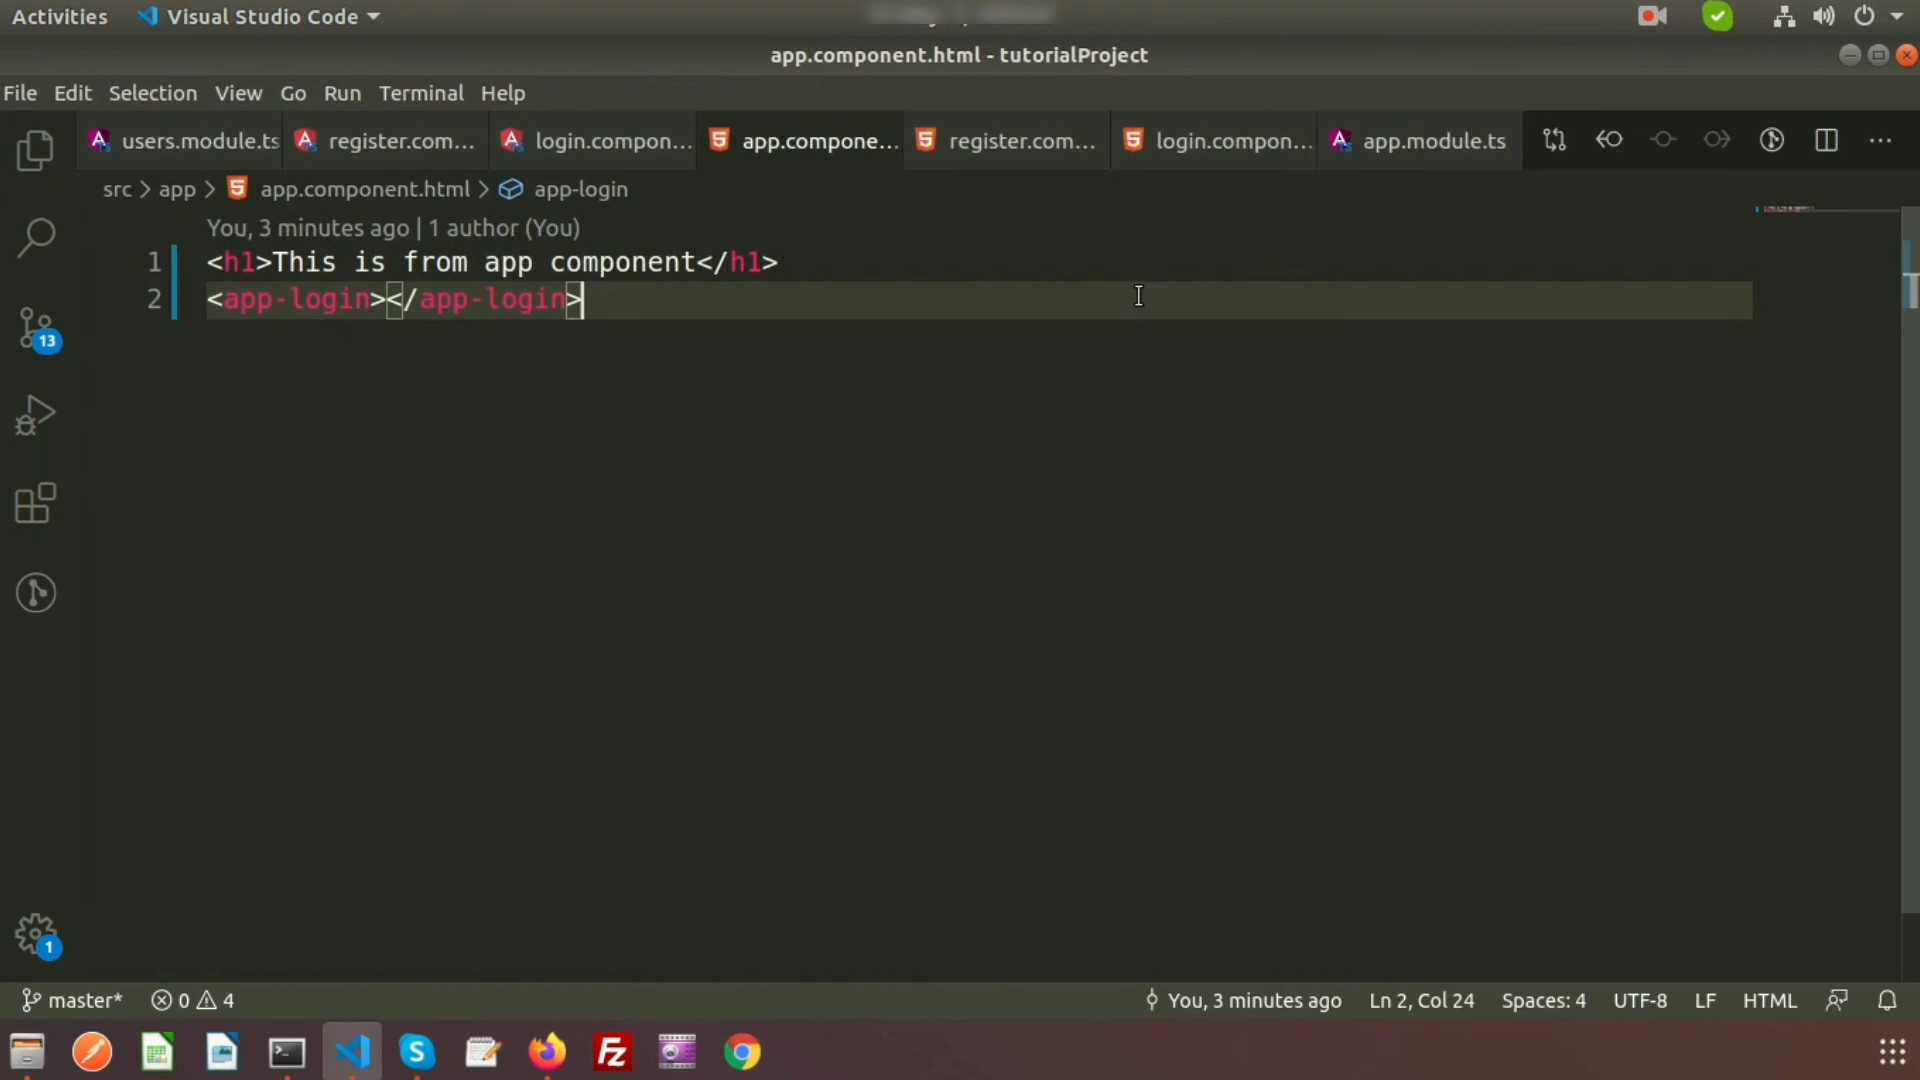 Activities Visual Studio Code
app.component.html - tutorialProject
File Edit Selection View Go Run Terminal Help
users.module.ts register.com... login.compon... app.compone... register.com... login.compon... app.module.ts ...
src > app > app.component.html > app-login
You, 3 minutes ago | 1 author (You)
1 <h1>This is from app component</h1>
2 <app-login></app-login>
13
1
master* 0 4 You, 3 minutes ago Ln 2, Col 24 Spaces: 4 UTF-8 LF HTML
Fz